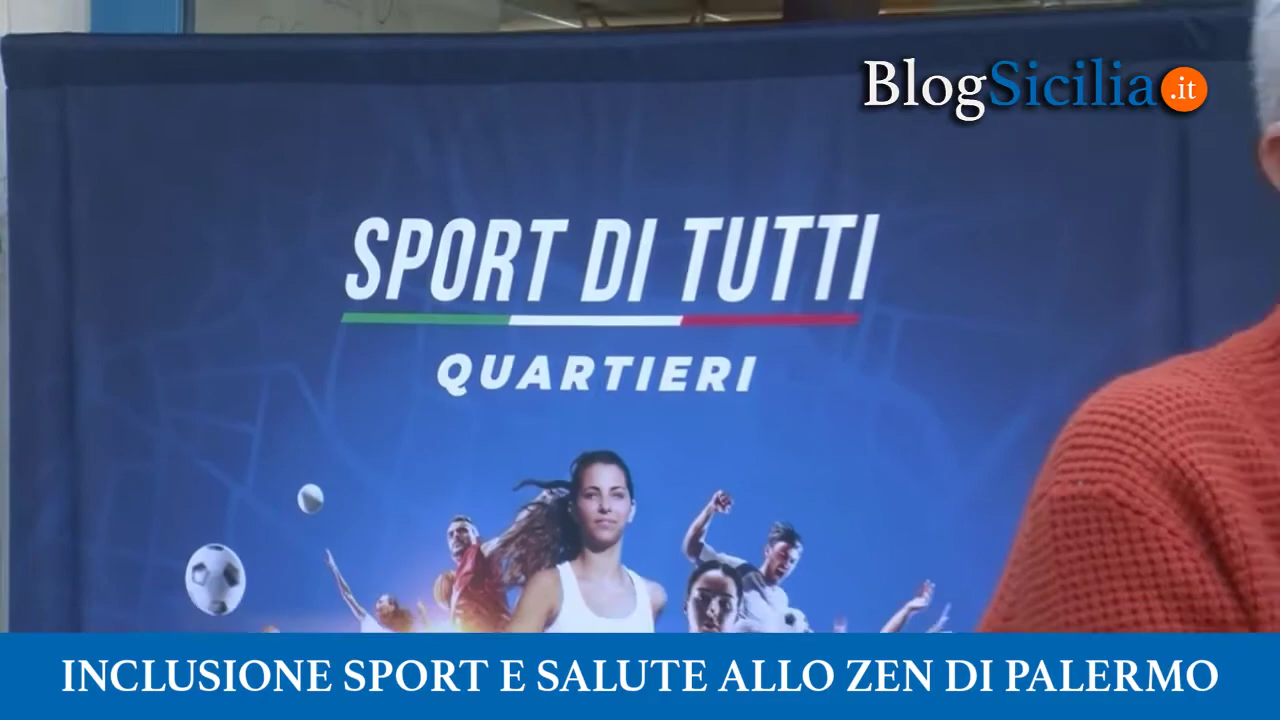 BlogSicilia.it
SPORT DI TUTTI
QUARTIERI
INCLUSIONE SPORT E SALUTE ALLO ZEN DI PALERMO